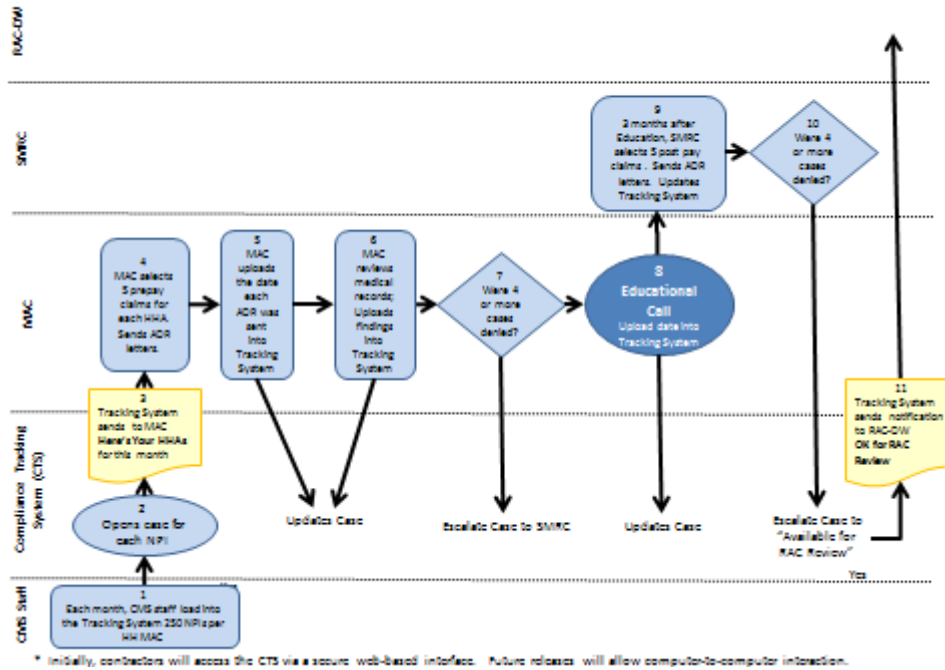 RAC-DW
SMRC
9
3 months after
Education, SMRC
selects 5 post pay
claims . Sends ADR
letters. Updates
Tracking System
10
Were 4
or more
cases
denied?
MAC
4
MAC selects
5 prepay
claims for
each HHA.
Sends ADR
letters.
5
MAC
uploads
the date
each
ADR was
sent
into
Tracking
System
6
MAC
reviews
medical
records;
Uploads
findings
into
Tracking
System
7
Were 4 or
more cases
denied?
8
Educational
Call
Upload date into
Tracking System
Compliance Tracking
System (CTS)
3
Tracking System
sends to MAC
Here's Your HHAs
for this month
2
Opens case for
each NPI
Updates Case
Escalate Case to SMRC
Updates Case
Escalate Case to
"Available for
RAC Review"
Yes
11
Tracking System
sends notification
to RAC-DW
OK for RAC
Review
CMS Staff
1
Each month, CMS staff load into
the Tracking System 250 NPIs per
HH MAC
* Initially, contractors will access the CTS via a secure web-based interface. Future releases will allow computer-to-computer interaction.